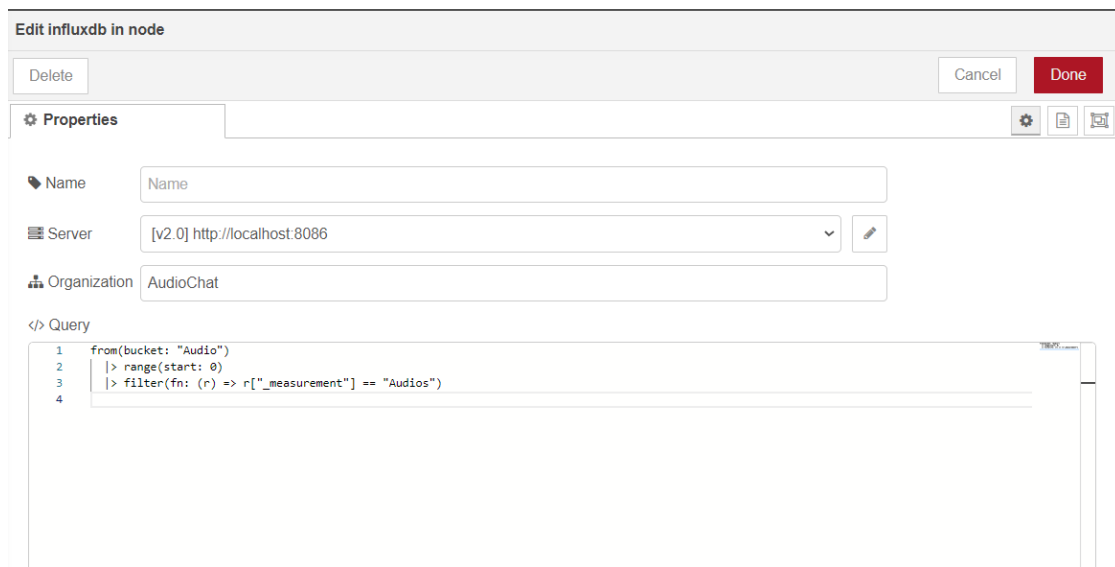 Edit influxdb in node
Delete
Cancel
Done
Properties
Name
Name
Server
[v2.0] http://localhost:8086
Organization
AudioChat
</> Query
1 from(bucket: "Audio")
2 |> range(start: 0)
3 |> filter(fn: (r) => r["_measurement"] == "Audios")
4